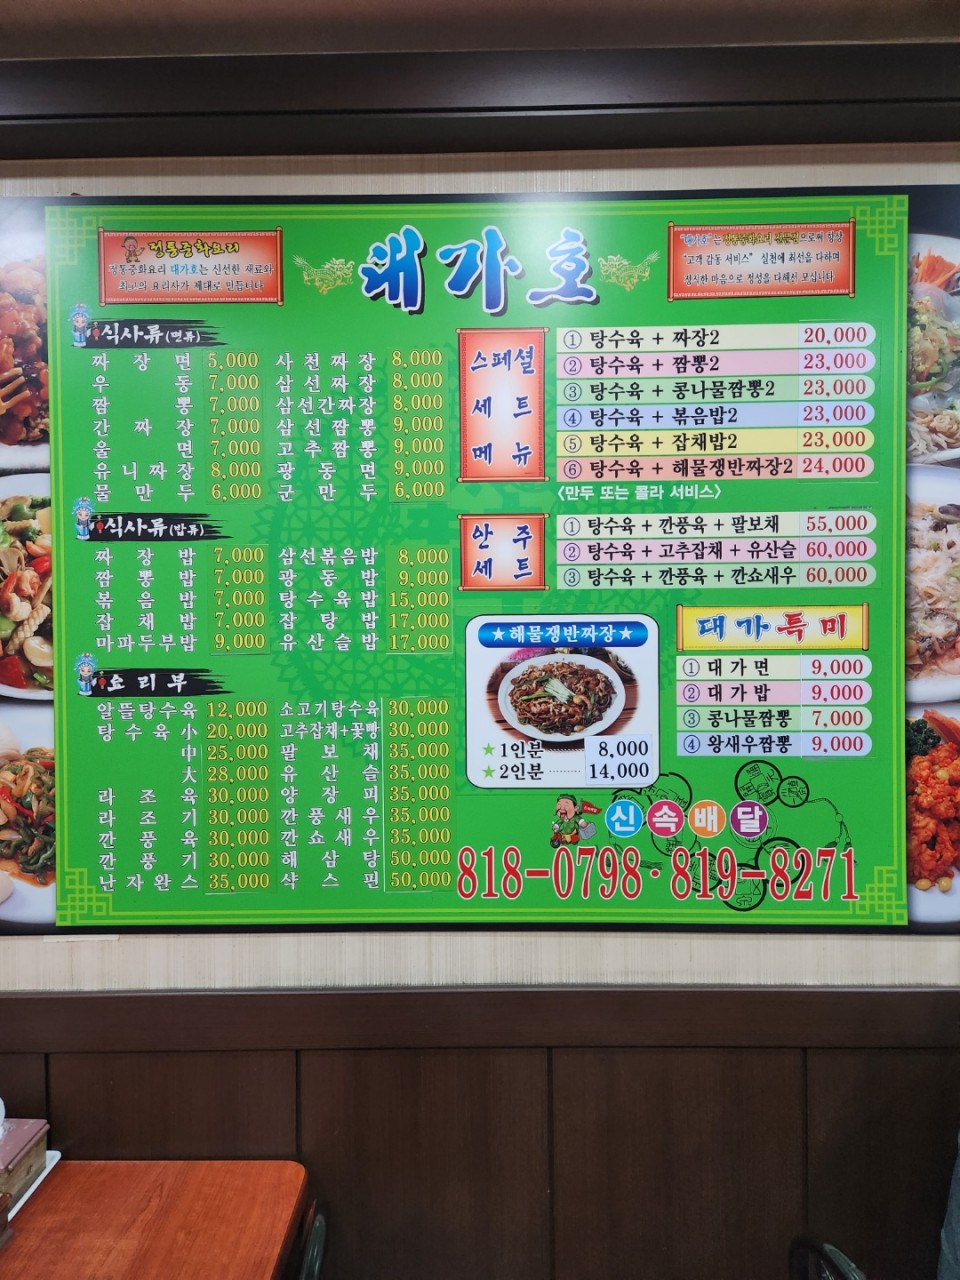 전통중화요리
전통중화요리 대가호는 신선한 재료와
최고의 요리사가 제대로 만듭니다
대가호
"대가호"는 전통중화요리 전문점으로써 항상
"고객 감동 서비스" 실천에 최선을 다하며
정직한 마음으로 정성을 다해서 모십니다.
식사류(면류)
짜장면 5,000 사천짜장 8,000
우동 7,000 삼선짜장 8,000
짬뽕 7,000 삼선간짜장 8,000
간짜장 7,000 삼선짬뽕 9,000
울면 7,000 고추짬뽕 9,000
유니짜장 8,000 광동면 9,000
물만두 6,000 군만두 6,000
식사류(밥류)
짜장밥 7,000 삼선볶음밥 8,000
짬뽕밥 7,000 광동밥 9,000
볶음밥 7,000 탕수육밥 15,000
잡채밥 7,000 잡탕밥 17,000
마파두부밥 9,000 유산슬밥 17,000
요리부
알뜰탕수육 12,000 소고기탕수육 30,000
탕수육 小 20,000 고추잡채+꽃빵 30,000
中 25,000 팔보채 35,000
大 28,000 유산슬 35,000
라조육 30,000 양장피 35,000
라조기 30,000 깐풍새우 35,000
깐풍육 30,000 깐쇼새우 35,000
깐풍기 30,000 해삼탕 50,000
난자완스 35,000 샥스핀 50,000
스페셜
세트
메뉴
① 탕수육 + 짜장2 20,000
② 탕수육 + 짬뽕2 23,000
③ 탕수육 + 콩나물짬뽕2 23,000
④ 탕수육 + 볶음밥2 23,000
⑤ 탕수육 + 잡채밥2 23,000
⑥ 탕수육 + 해물쟁반짜장2 24,000
<만두 또는 콜라 서비스>
안주
세트
① 탕수육 + 깐풍육 + 팔보채 55,000
② 탕수육 + 고추잡채 + 유산슬 60,000
③ 탕수육 + 깐풍육 + 깐쇼새우 60,000
★해물쟁반짜장★
★1인분 8,000
★2인분 14,000
대가특미
① 대가면 9,000
② 대가밥 9,000
③ 콩나물짬뽕 7,000
④ 왕새우짬뽕 9,000
신속배달
818-0798·819-8271